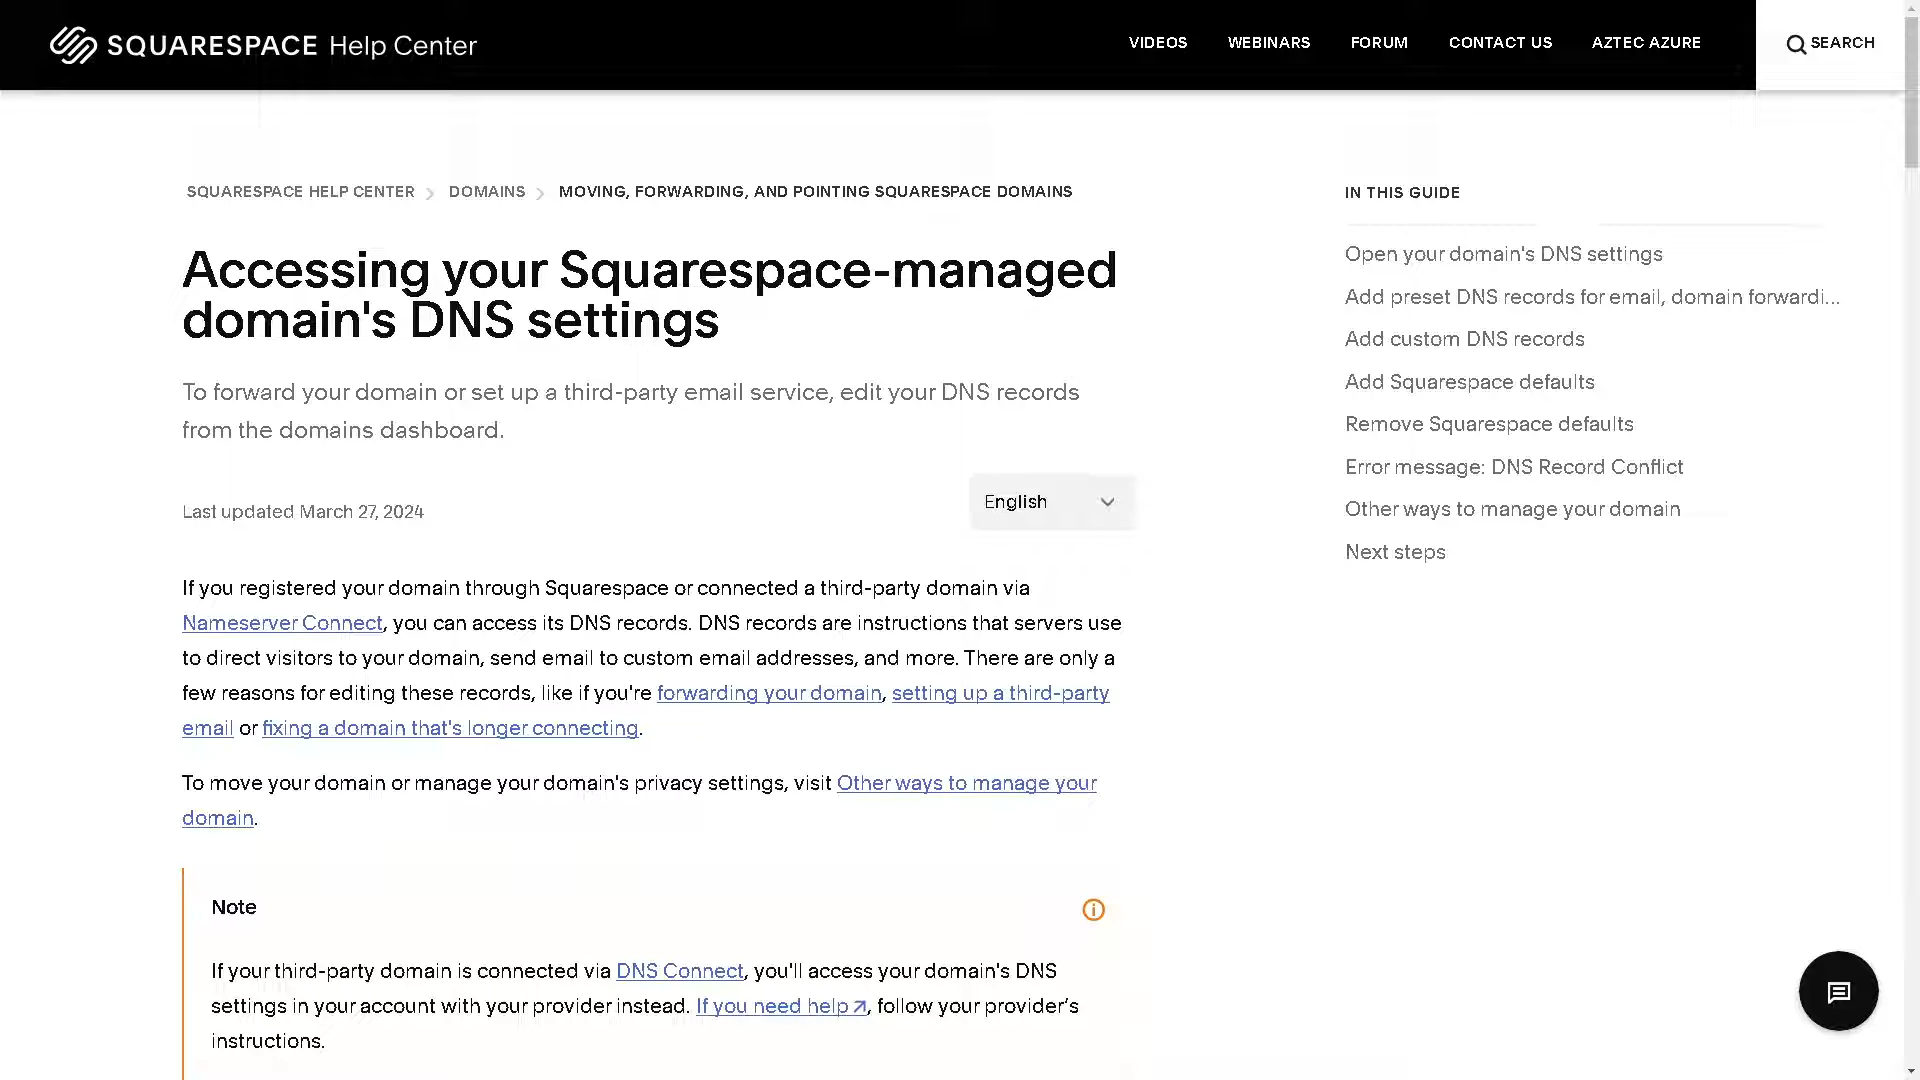 SQUARESPACE Help Center
VIDEOS
WEBINARS
FORUM
CONTACT US
AZTEC AZURE
SEARCH
SQUARESPACE HELP CENTER
DOMAINS
MOVING, FORWARDING, AND POINTING SQUARESPACE DOMAINS
Accessing your Squarespace-managed
domain's DNS settings
To forward your domain or set up a third-party email service, edit your DNS records
from the domains dashboard.
Last updated March 27, 2024
English
If you registered your domain through Squarespace or connected a third-party domain via
Nameserver Connect, you can access its DNS records. DNS records are instructions that servers use
to direct visitors to your domain, send email to custom email addresses, and more. There are only a
few reasons for editing these records, like if you're forwarding your domain, setting up a third-party
email or fixing a domain that's longer connecting.
To move your domain or manage your domain's privacy settings, visit Other ways to manage your
domain.
Note
If your third-party domain is connected via DNS Connect, you'll access your domain's DNS
settings in your account with your provider instead. If you need help, follow your provider’s
instructions.
IN THIS GUIDE
Open your domain's DNS settings
Add preset DNS records for email, domain forwardi...
Add custom DNS records
Add Squarespace defaults
Remove Squarespace defaults
Error message: DNS Record Conflict
Other ways to manage your domain
Next steps